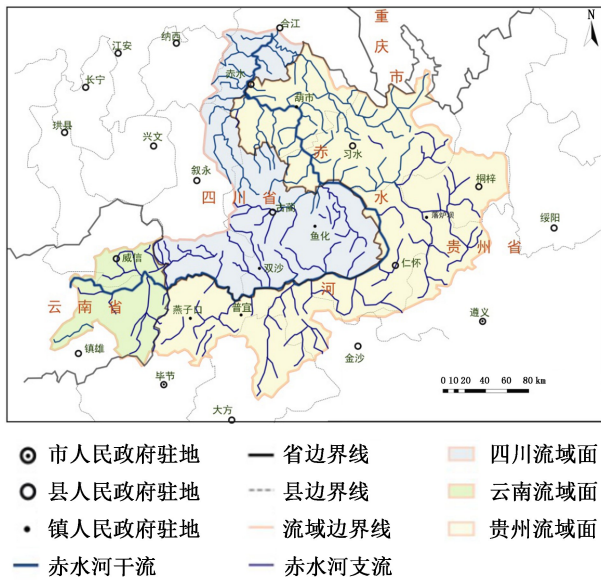 合江
重
庆
市
N
纳西
江安
长宁
赤水
葫市
珙县
兴文
赤
习水
叙永
四 川 省
水
桐梓
古蔺
落炉坝
绥阳
鱼化
贵 州 省
威信
双沙
仁怀
河
云 南 省
燕子口
普宜
遵义
镇雄
金沙
毕节
0 10 20 40 60 80 km
大方
市人民政府驻地 省边界线 四川流域面
县人民政府驻地 县边界线 云南流域面
镇人民政府驻地 流域边界线 贵州流域面
赤水河干流 赤水河支流